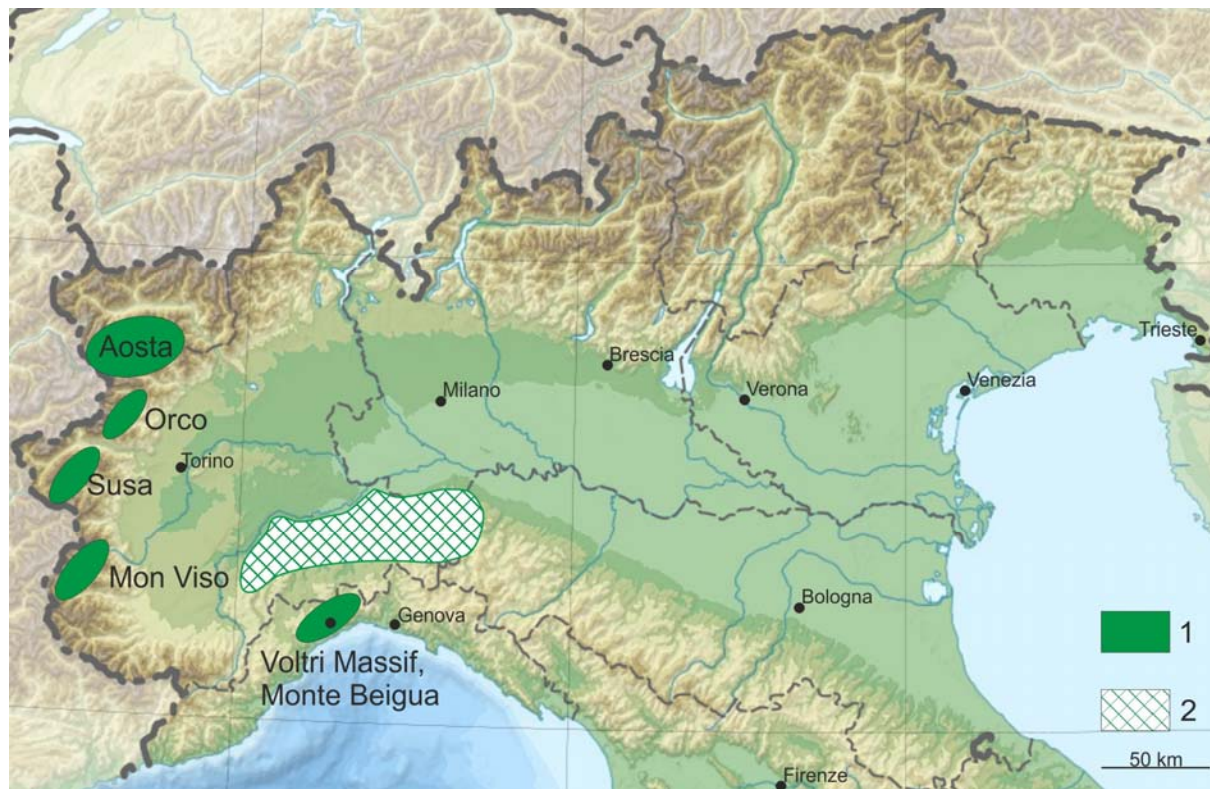 Aosta
Orco
Susa
Mon Viso
Torino
Milano
Brescia
Verona
Venezia
Trieste
Genova
Bologna
Voltri Massif,
Monte Beigua
Firenze
1
2
50 km